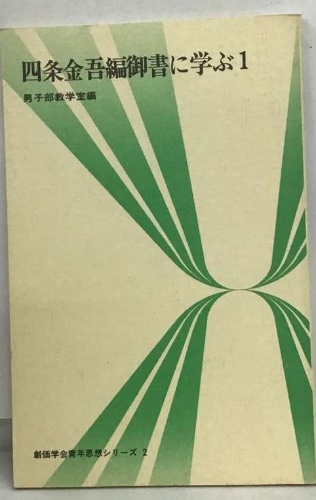 四条金吾編御書に学ぶ1
男子部教学室編
創価学会青年思想シリーズ 2